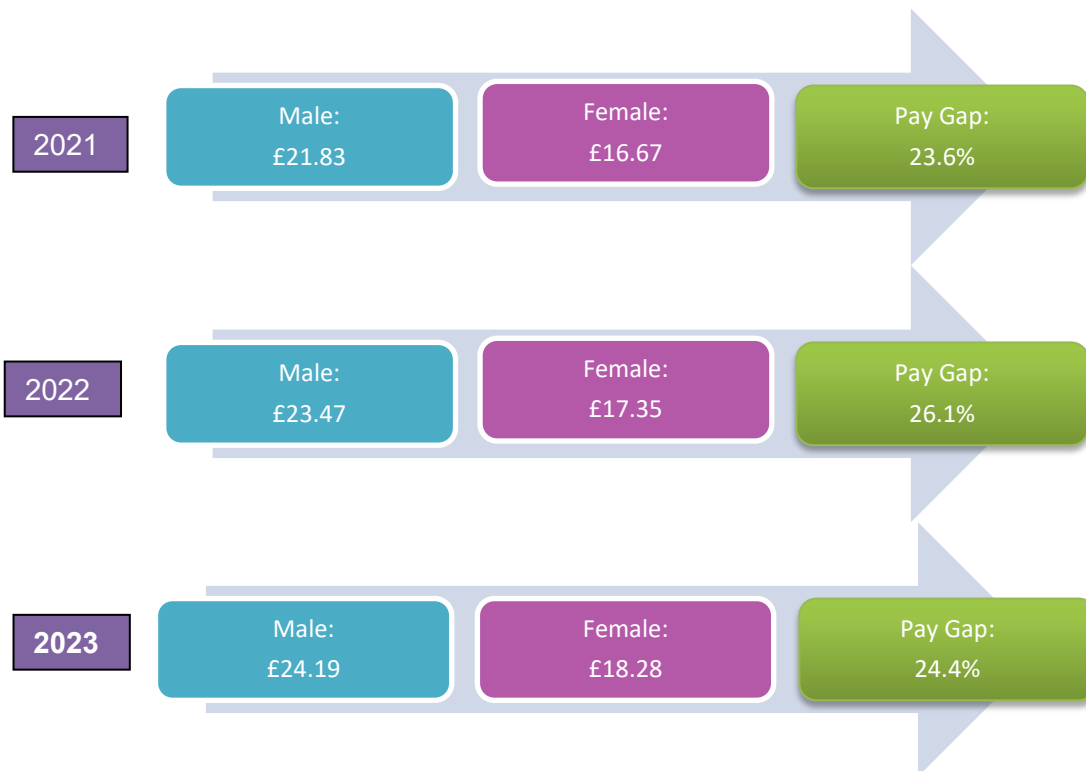 2021
Male:
£21.83
Female:
£16.67
Pay Gap:
23.6%
2022
Male:
£23.47
Female:
£17.35
Pay Gap:
26.1%
2023
Male:
£24.19
Female:
£18.28
Pay Gap:
24.4%